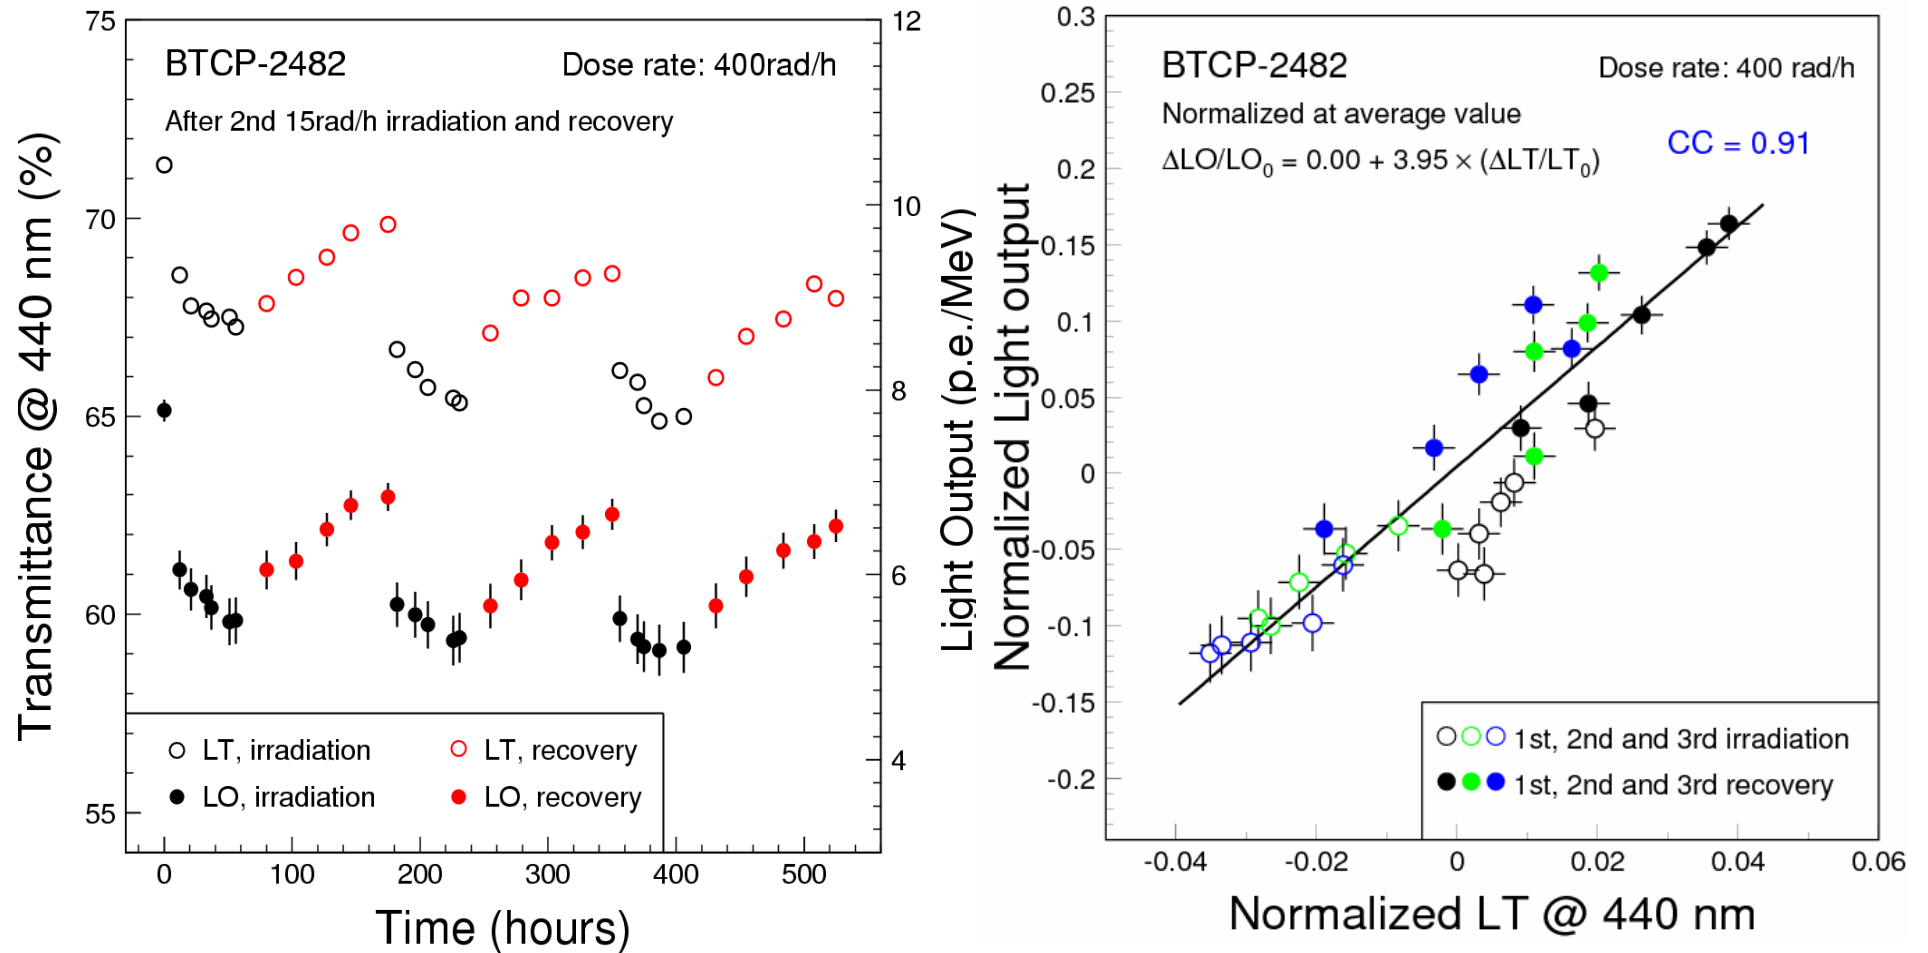 75
70
65
60
55
Transmittance @ 440 nm (%)
BTCP-2482
Dose rate: 400rad/h
After 2nd 15rad/h irradiation and recovery
LT, irradiation
LT, recovery
LO, irradiation
LO, recovery
0 100 200 300 400 500
Time (hours)
12
10
8
6
4
Light Output (p.e./MeV)
Normalized Light output
0.3
0.25
0.2
0.15
0.1
0.05
0
-0.05
-0.1
-0.15
-0.2
BTCP-2482
Dose rate: 400 rad/h
Normalized at average value
CC = 0.91
ΔLO/LO₀ = 0.00 + 3.95 × (ΔLT/LT₀)
1st, 2nd and 3rd irradiation
1st, 2nd and 3rd recovery
-0.04 -0.02 0 0.02 0.04 0.06
Normalized LT @ 440 nm